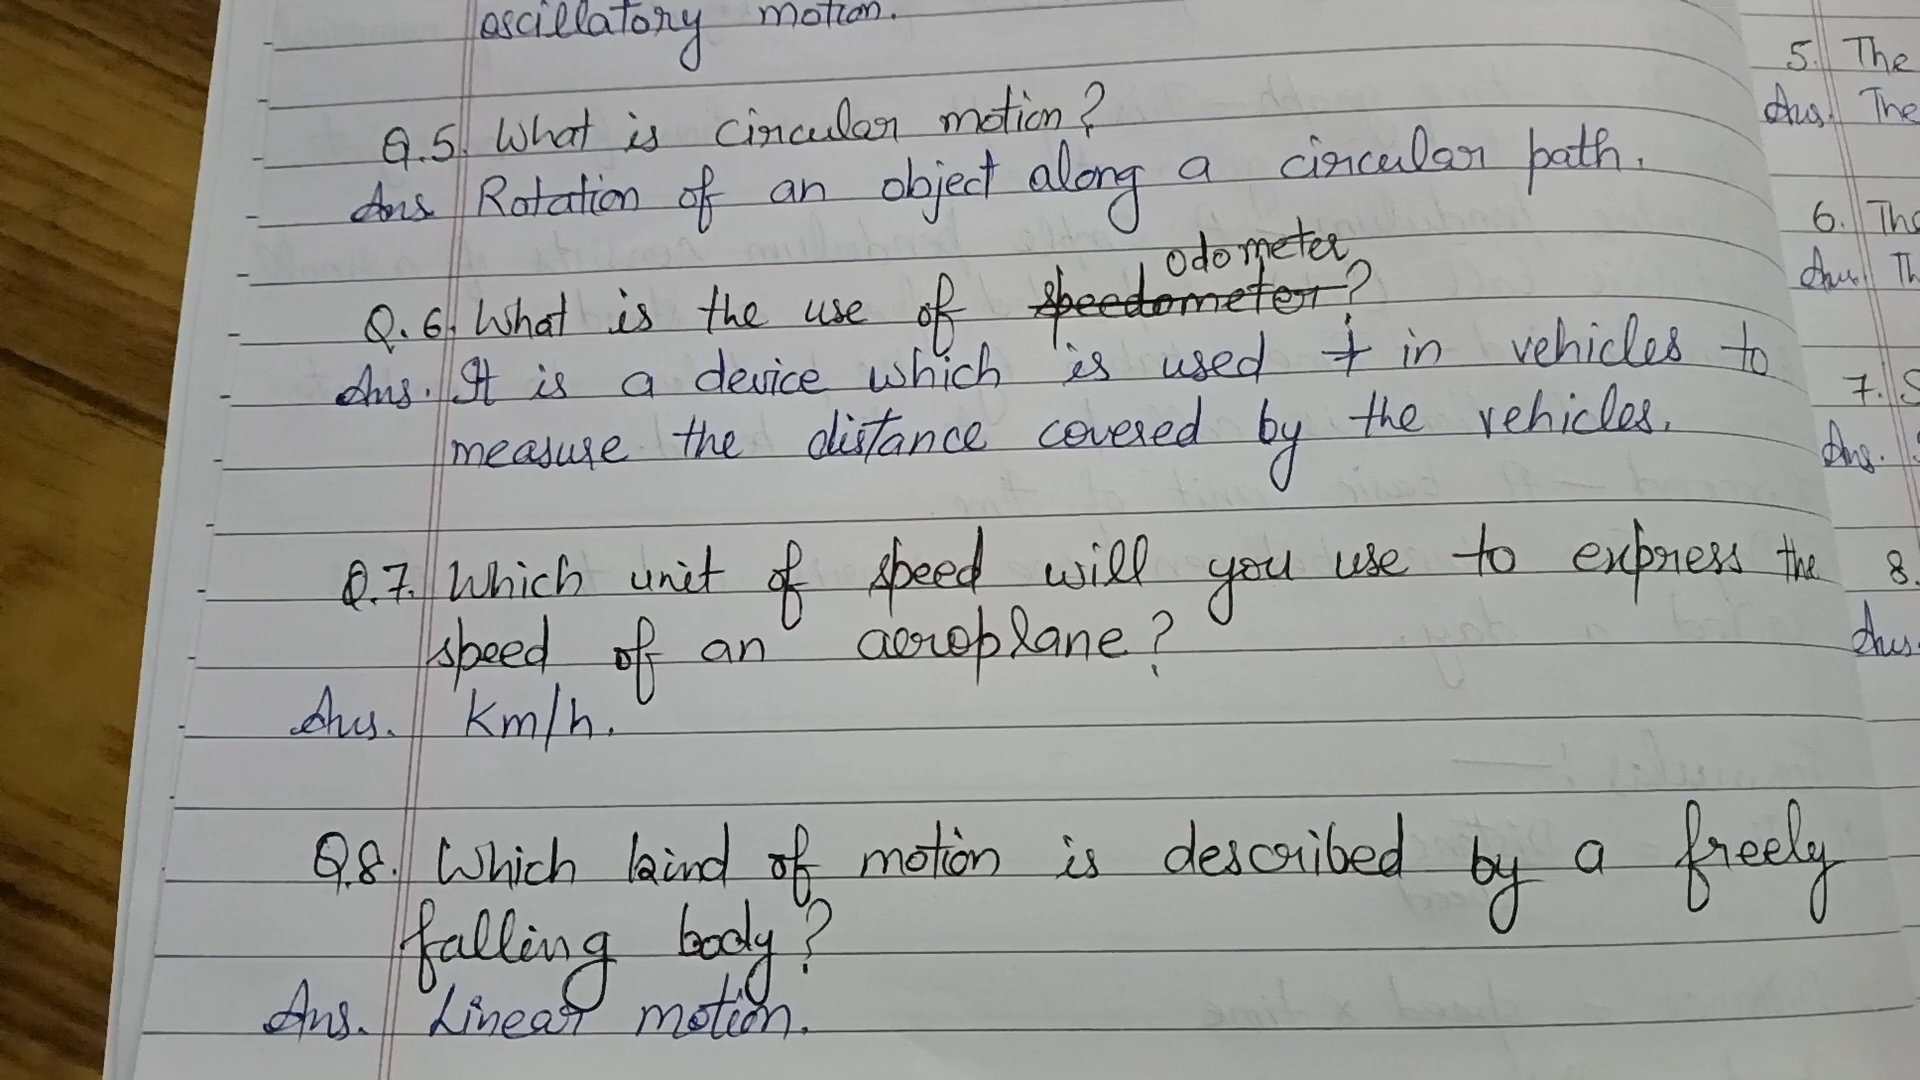 oscillatory motion.
Q.5. What is circular motion?
Ans Rotation of an object along a circular path.
odometer
Q.6. What is the use of speedometer?
Ans. It is a device which is used in vehicles to
measure the distance covered by the vehicles.
Q.7. Which unit of speed will you use to express the
speed of an aeroplane?
Ans. Km/h.
Q.8. Which kind of motion is described by a freely
falling body?
Ans. Linear motion.
5. The
Ans. The
6. The
Ans. Th
7. S
Ans.
8.
Ans.